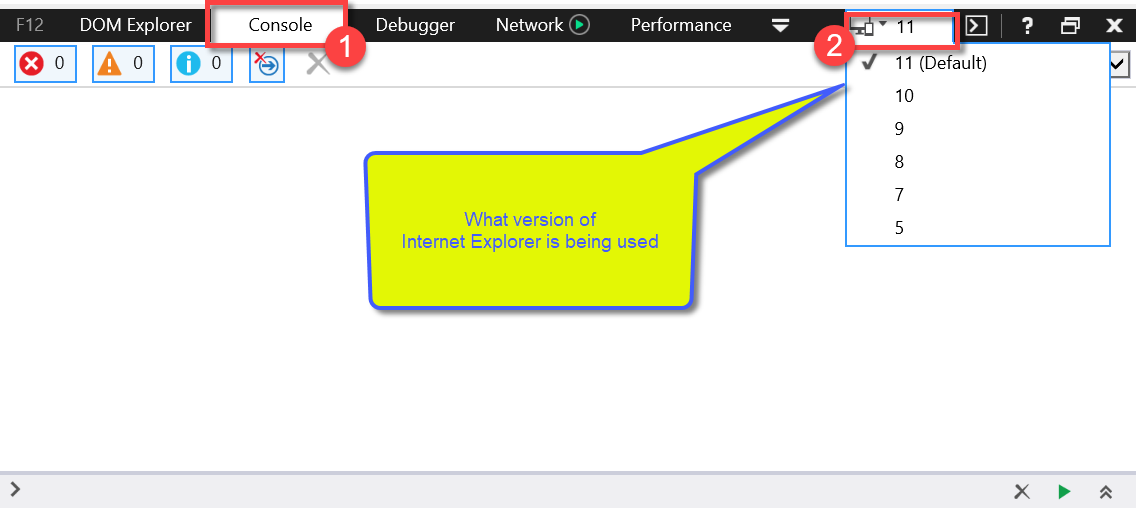 F12 DOM Explorer Console Debugger Network Performance 11 ?
1 2
0 0 0
11 (Default)
10
9
8
7
5
What version of
Internet Explorer is being used